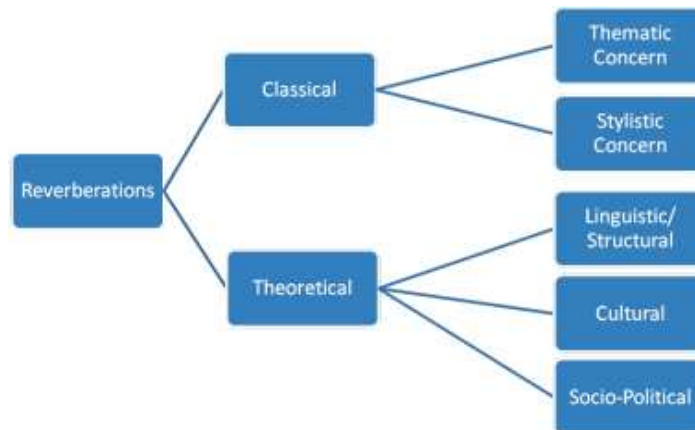 Reverberations
Classical
Thematic
Concern
Stylistic
Concern
Theoretical
Linguistic/
Structural
Cultural
Socio-Political